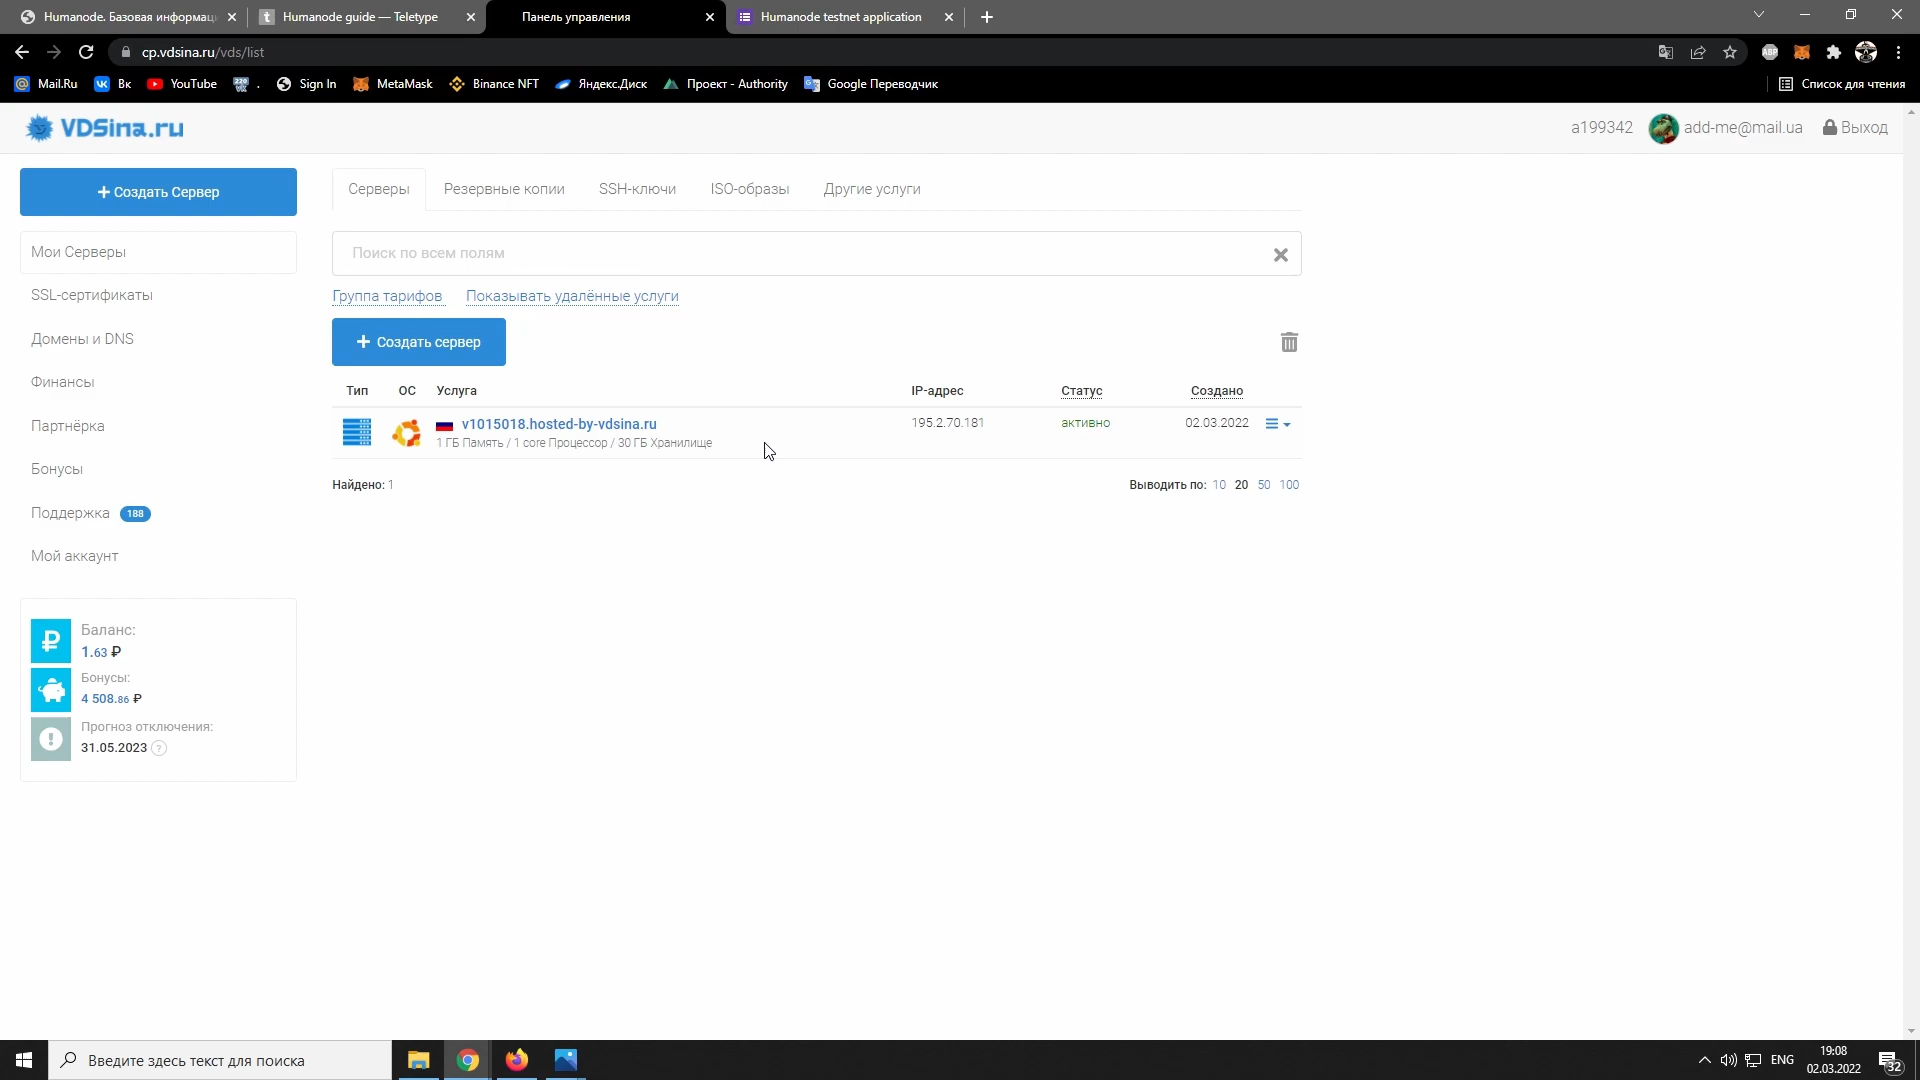 Humanode. Базовая информаци
Humanode guide — Teletype
Панель управления
Humanode testnet application
cp.vdsina.ru/vds/list
ABP
Mail.Ru
Вк
YouTube
.
Sign In
MetaMask
Binance NFT
Яндекс.Диск
Проект - Authority
Google Переводчик
Список для чтения
VDSina.ru
a199342
add-me@mail.ua
Выход
+ Создать Сервер
Серверы
Резервные копии
SSH-ключи
ISO-образы
Другие услуги
Мои Серверы
Поиск по всем полям
SSL-сертификаты
Группа тарифов
Показывать удалённые услуги
Домены и DNS
+ Создать сервер
Финансы
Тип
ОС
Услуга
IP-адрес
Статус
Создано
Партнёрка
v1015018.hosted-by-vdsina.ru
195.2.70.181
активно
02.03.2022
1 ГБ Память / 1 core Процессор / 30 ГБ Хранилище
Бонусы
Найдено: 1
Выводить по: 10 20 50 100
Поддержка 188
Мой аккаунт
Баланс:
1.63 ₽
Бонусы:
4 508.86 ₽
Прогноз отключения:
31.05.2023 ?
Введите здесь текст для поиска
ENG
19:08
02.03.2022
32